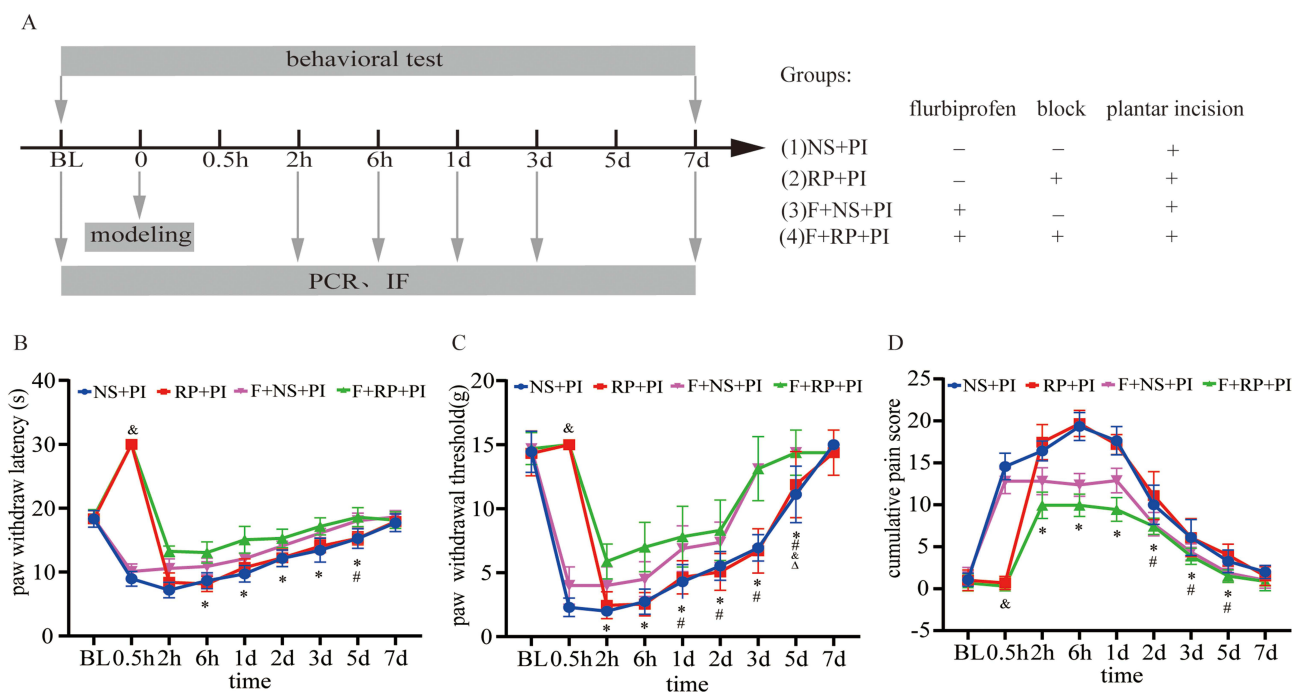 A
behavioral test
BL 0 0.5h 2h 6h 1d 3d 5d 7d
modeling
PCR、IF
Groups:
flurbiprofen block plantar incision
(1)NS+PI – – +
(2)RP+PI – + +
(3)F+NS+PI + – +
(4)F+RP+PI + + +
B
NS+PI RP+PI F+NS+PI F+RP+PI
paw withdraw latency (s)
40
30
20
10
0
&
*
*
*
*
*
#
BL 0.5h 2h 6h 1d 2d 3d 5d 7d
time
C
NS+PI RP+PI F+NS+PI F+RP+PI
paw withdrawal threshold(g)
20
15
10
5
0
&
*
*
*
#
*
#
*
#
*
#
&
Δ
BL 0.5h 2h 6h 1d 2d 3d 5d 7d
time
D
NS+PI RP+PI F+NS+PI F+RP+PI
cumulative pain score
25
20
15
10
5
0
−5
&
*
*
*
*
#
*
#
*
#
BL 0.5h 2h 6h 1d 2d 3d 5d 7d
time